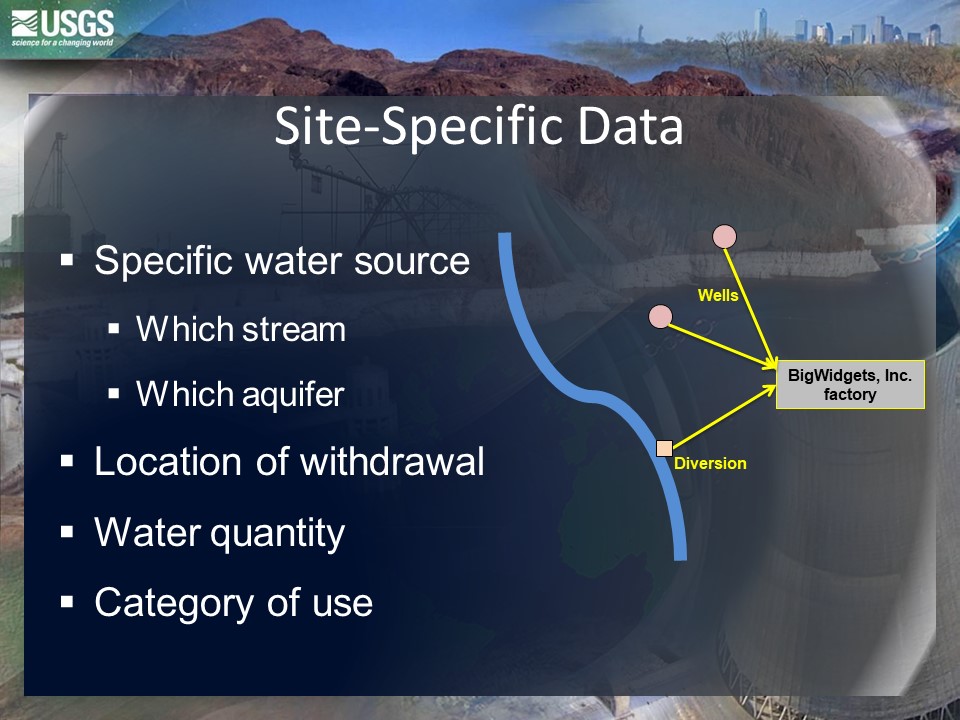 USGS
science for a changing world
Site-Specific Data
▪ Specific water source
▪ Which stream
▪ Which aquifer
▪ Location of withdrawal
▪ Water quantity
▪ Category of use
Wells
BigWidgets, Inc.
factory
Diversion